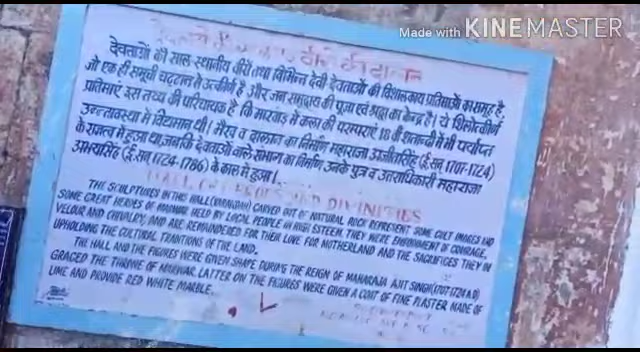 Made with KINEMASTER
देवताओं की साल स्थानीय वीरों तथा विभिन्न देवी देवताओं की विशालकाय प्रतिमाओं का समूह है,
जो एक ही समूची चट्टान से उत्कीर्ण है और जन समुदाय की पूजा एवं श्रद्धा का केन्द्र है। ये शिलोत्कीर्ण
प्रतिमाएं इस तथ्य की परिचायक है कि मारवाड़ में कला की परम्पराएं 18 वीं शताब्दी में भी पर्याप्त
उन्नतावस्था में विद्यमान थी। भैरव व दालान का निर्माण महाराजा अजीतसिंह (ई.सन् 1707-1724)
के राजत्व में हुआ था, जबकि देवताओं वाले सभाग का निर्माण उनके पुत्र व उत्तराधिकारी महाराजा
अभयसिंह (ई.सन् 1724-1786) के काल में हुआ।
HALL OF HEROES AND DIVINITIES
THE SCULPTURES IN THE HALL CARVED OUT OF NATURAL ROCK REPRESENT SOME CULT IMAGES AND
SOME GREAT HEROES OF MARWAR HELD BY LOCAL PEOPLE IN HIGH ESTEEM. THEY WERE EMBODIMENT OF COURAGE,
VELOUR AND CHIVALRY, AND ARE REMANDERED FOR THEIR LOVE FOR MOTHERLAND AND THE SACRIFICES THEY IN
UPHOLDING THE CULTURAL TRANTIONS OF THE LAND.
THE HALL AND THE FIGURES WERE GIVEN SHAPE DURING THE REIGN OF MAHARAJA AJIT SINGH (1707-1724 A.D)
GRACED THE THRONE OF MARWAR. LATTER ON THE FIGURES WERE GIVEN A COAT OF FINE PLASTER MADE OF
LIME AND PROVIDE RED WHITE MARBLE.